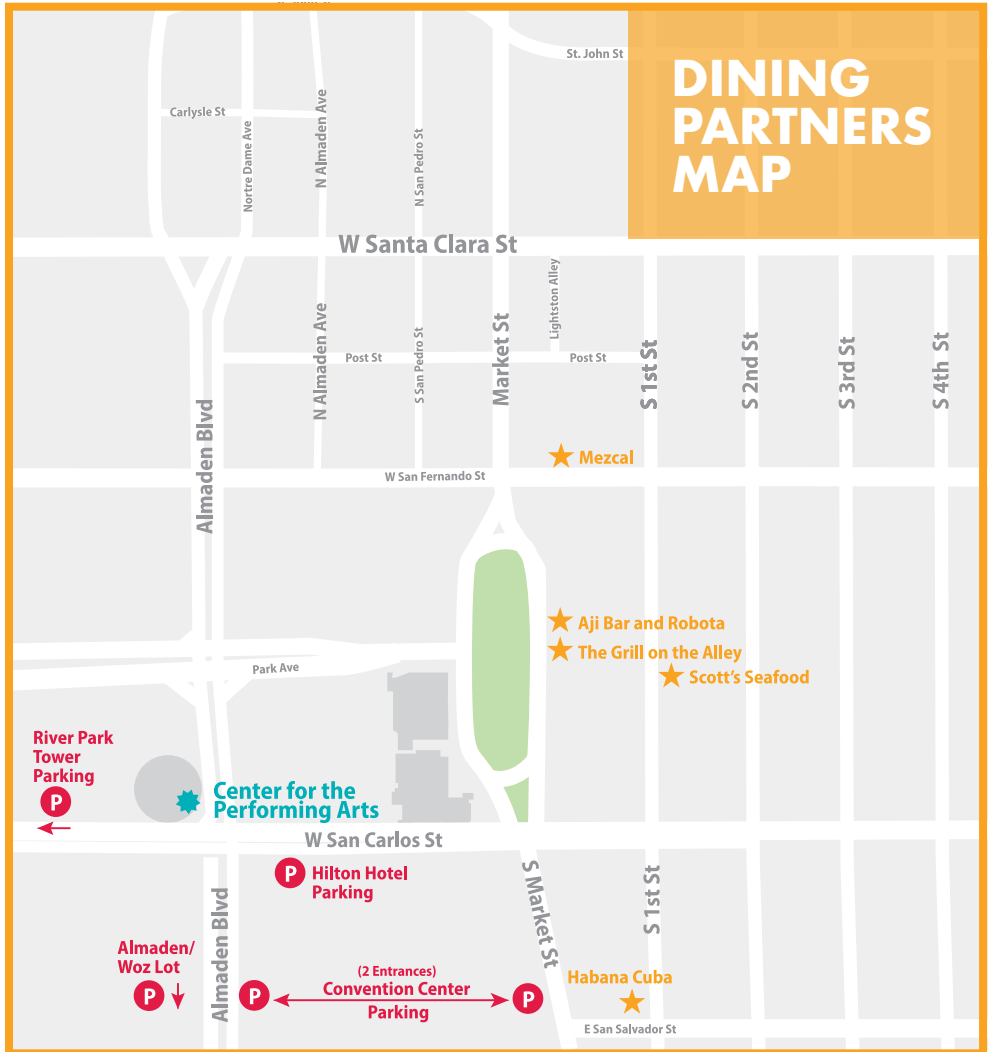 DINING
PARTNERS
MAP
St. John St
Carlysle St
Nortre Dame Ave
N Almaden Ave
N San Pedro St
W Santa Clara St
Lightston Alley
N Almaden Ave
S San Pedro St
Market St
Post St
Post St
S 1st St
S 2nd St
S 3rd St
S 4th St
Almaden Blvd
Mezcal
W San Fernando St
Aji Bar and Robota
The Grill on the Alley
Park Ave
Scott's Seafood
River Park
Tower
Parking
P
Center for the
Performing Arts
W San Carlos St
P
Hilton Hotel
Parking
S Market St
S 1st St
Almaden Blvd
Almaden/
Woz Lot
P
P
(2 Entrances)
Convention Center
Parking
P
Habana Cuba
E San Salvador St